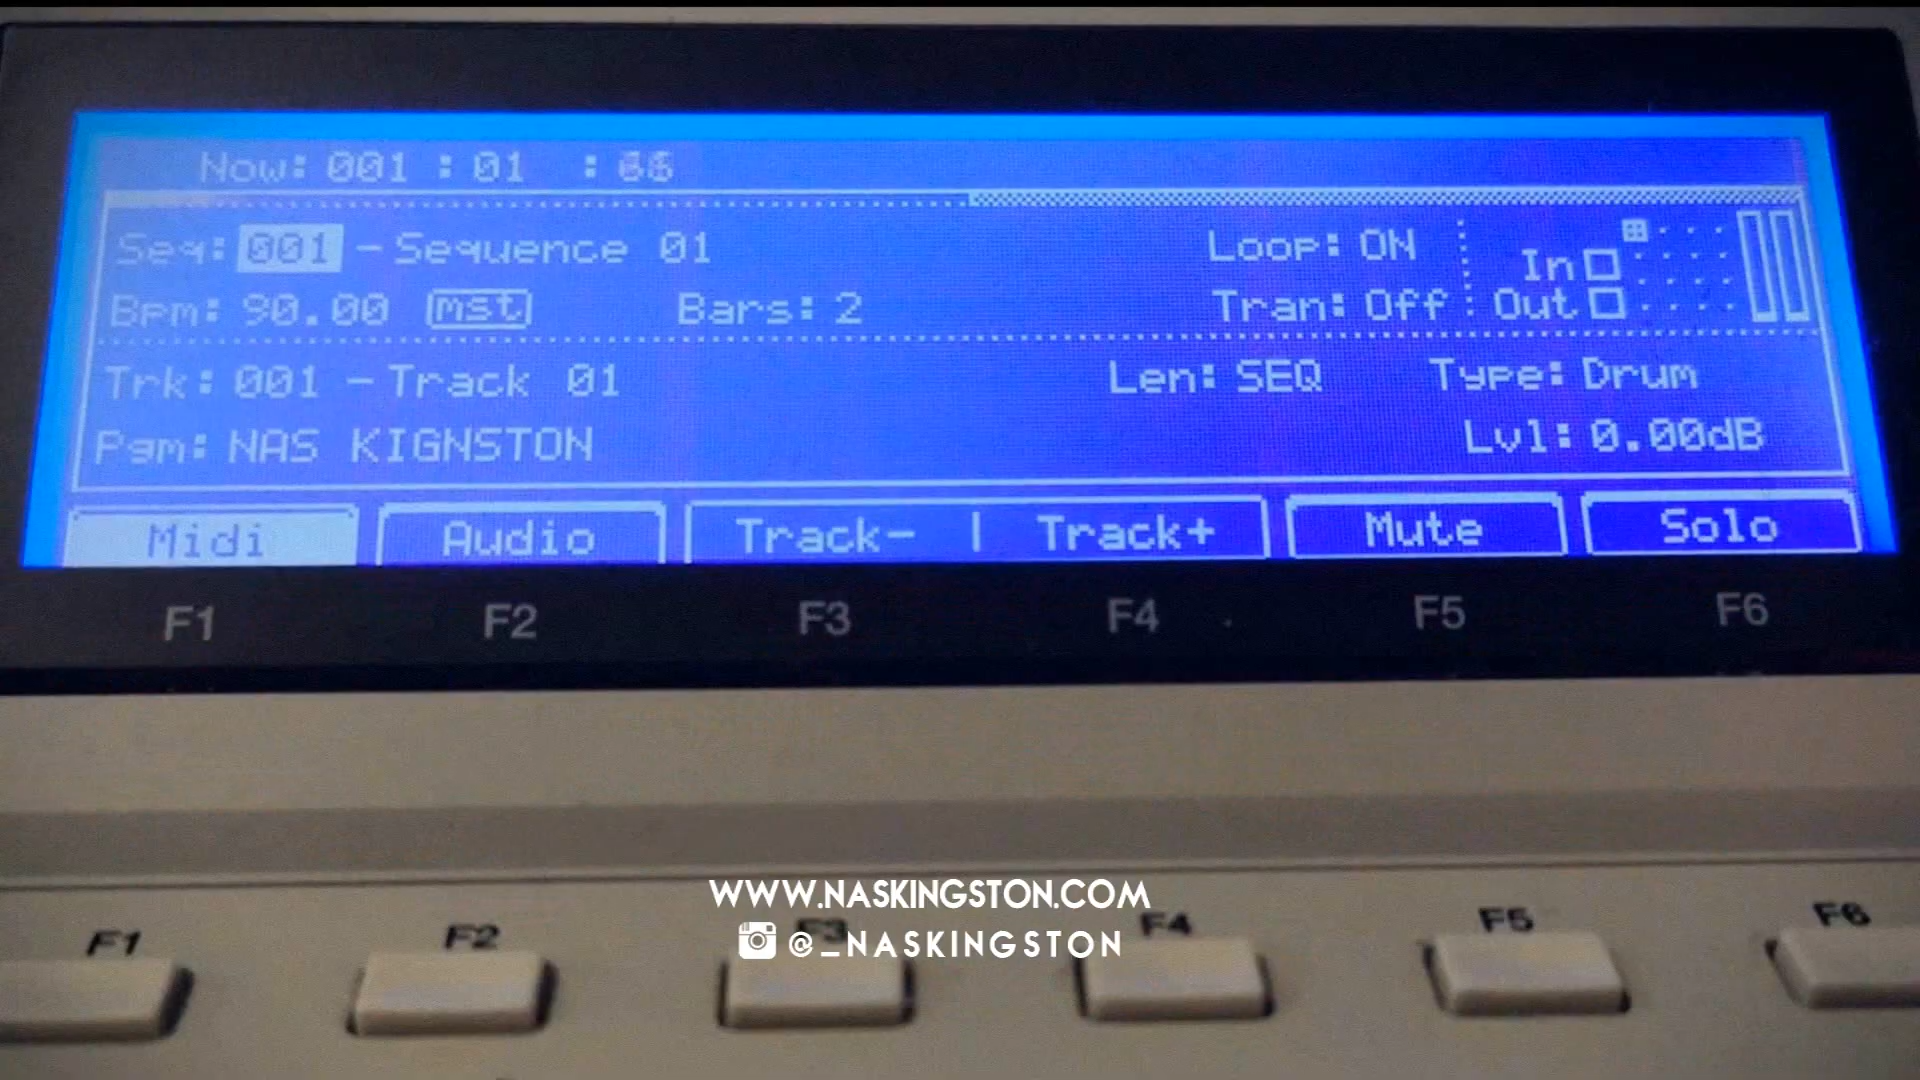 Now: 001 : 01 :
Seq: 001 - Sequence 01 Loop: ON In
Bpm: 90.00 mst Bars: 2 Tran: Off Out
Trk: 001 - Track 01 Len: SEQ Type: Drum
Pgm: NAS KIGNSTON Lvl: 0.00dB
Midi Audio Track- | Track+ Mute Solo
F1 F2 F3 F4 F5 F6
WWW.NASKINGSTON.COM
F1 F2 F3 F4 F5 F6
@_NASKINGSTON